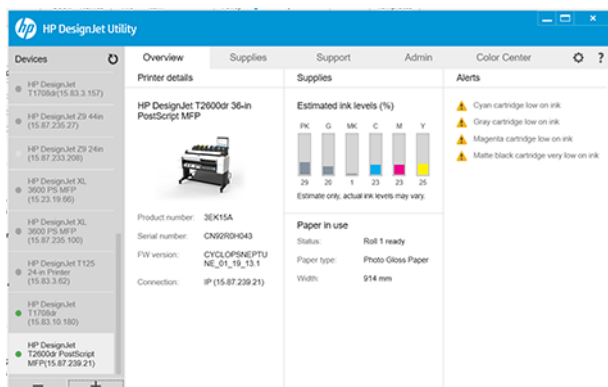 HP DesignJet Utility
Devices
Overview
Supplies
Support
Admin
Color Center
?
HP DesignJet
T1708dr(15.83.3.157)
HP DesignJet Z9 44in
(15.87.235.27)
HP DesignJet Z9 24in
(15.87.233.208)
HP DesignJet XL
3600 PS MFP
(15.23.19.66)
HP DesignJet XL
3600 PS MFP
(15.87.235.100)
HP DesignJet T125
24-in Printer
(15.83.3.62)
HP DesignJet
T1708dr
(15.83.10.180)
HP DesignJet
T2600dr PostScript
MFP(15.87.239.21)
Printer details
HP DesignJet T2600dr 36-in
PostScript MFP
Product number: 3EK15A
Serial number: CN92R0H043
FW version: CYCLOPSNEPTU
NE_01_19_13.1
Connection: IP (15.87.239.21)
Supplies
Estimated ink levels (%)
PK G MK C M Y
29 20 1 23 23 25
Estimate only, actual ink levels may vary.
Paper in use
Status: Roll 1 ready
Paper type: Photo Gloss Paper
Width: 914 mm
Alerts
Cyan cartridge low on ink
Gray cartridge low on ink
Magenta cartridge low on ink
Matte black cartridge very low on ink